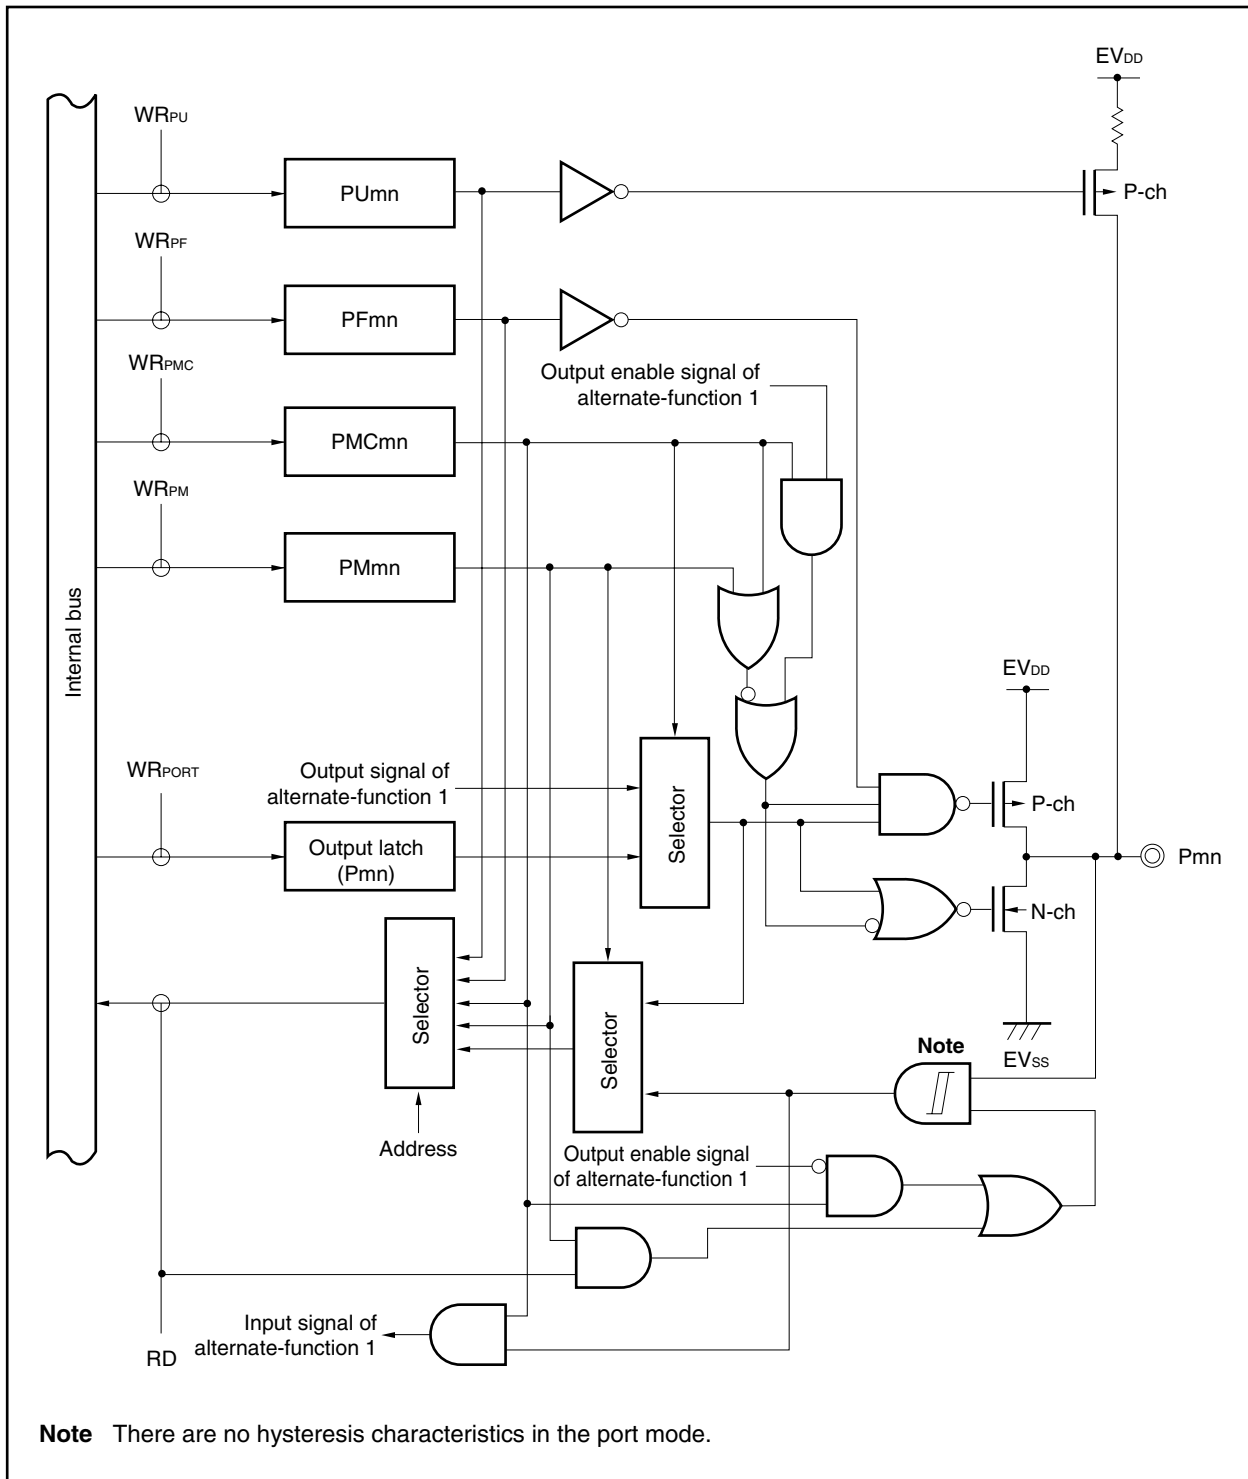 EVDD
WRPU
PUmn
P-ch
WRPF
PFmn
WRPMC
Output enable signal of
alternate-function 1
PMCmn
WRPM
PMmn
Internal bus
EVDD
WRPORT
Output signal of
alternate-function 1
Selector
P-ch
Output latch
(Pmn)
Pmn
N-ch
Selector
Selector
Note
EVSS
Address
Output enable signal
of alternate-function 1
Input signal of
alternate-function 1
RD
Note There are no hysteresis characteristics in the port mode.